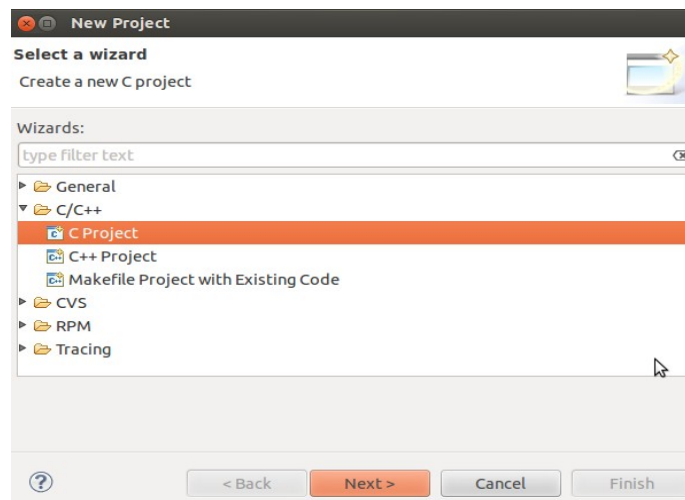 New Project
Select a wizard
Create a new C project
Wizards:
type filter text
General
C/C++
C Project
C++ Project
Makefile Project with Existing Code
CVS
RPM
Tracing
< Back Next > Cancel Finish